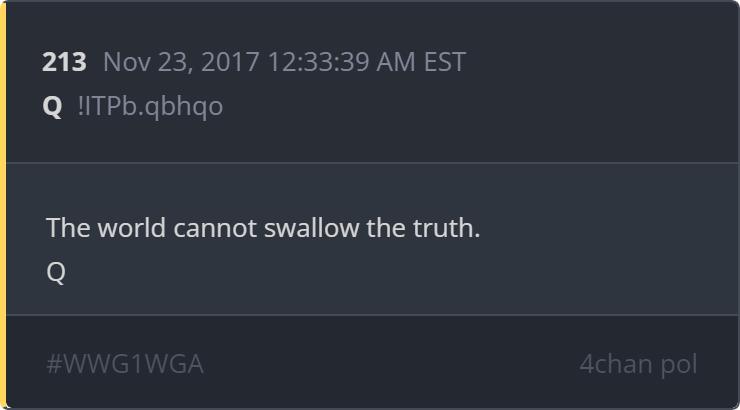 213 Nov 23, 2017 12:33:39 AM EST
Q !ITPb.qbhqo
The world cannot swallow the truth.
Q
#WWG1WGA 4chan pol